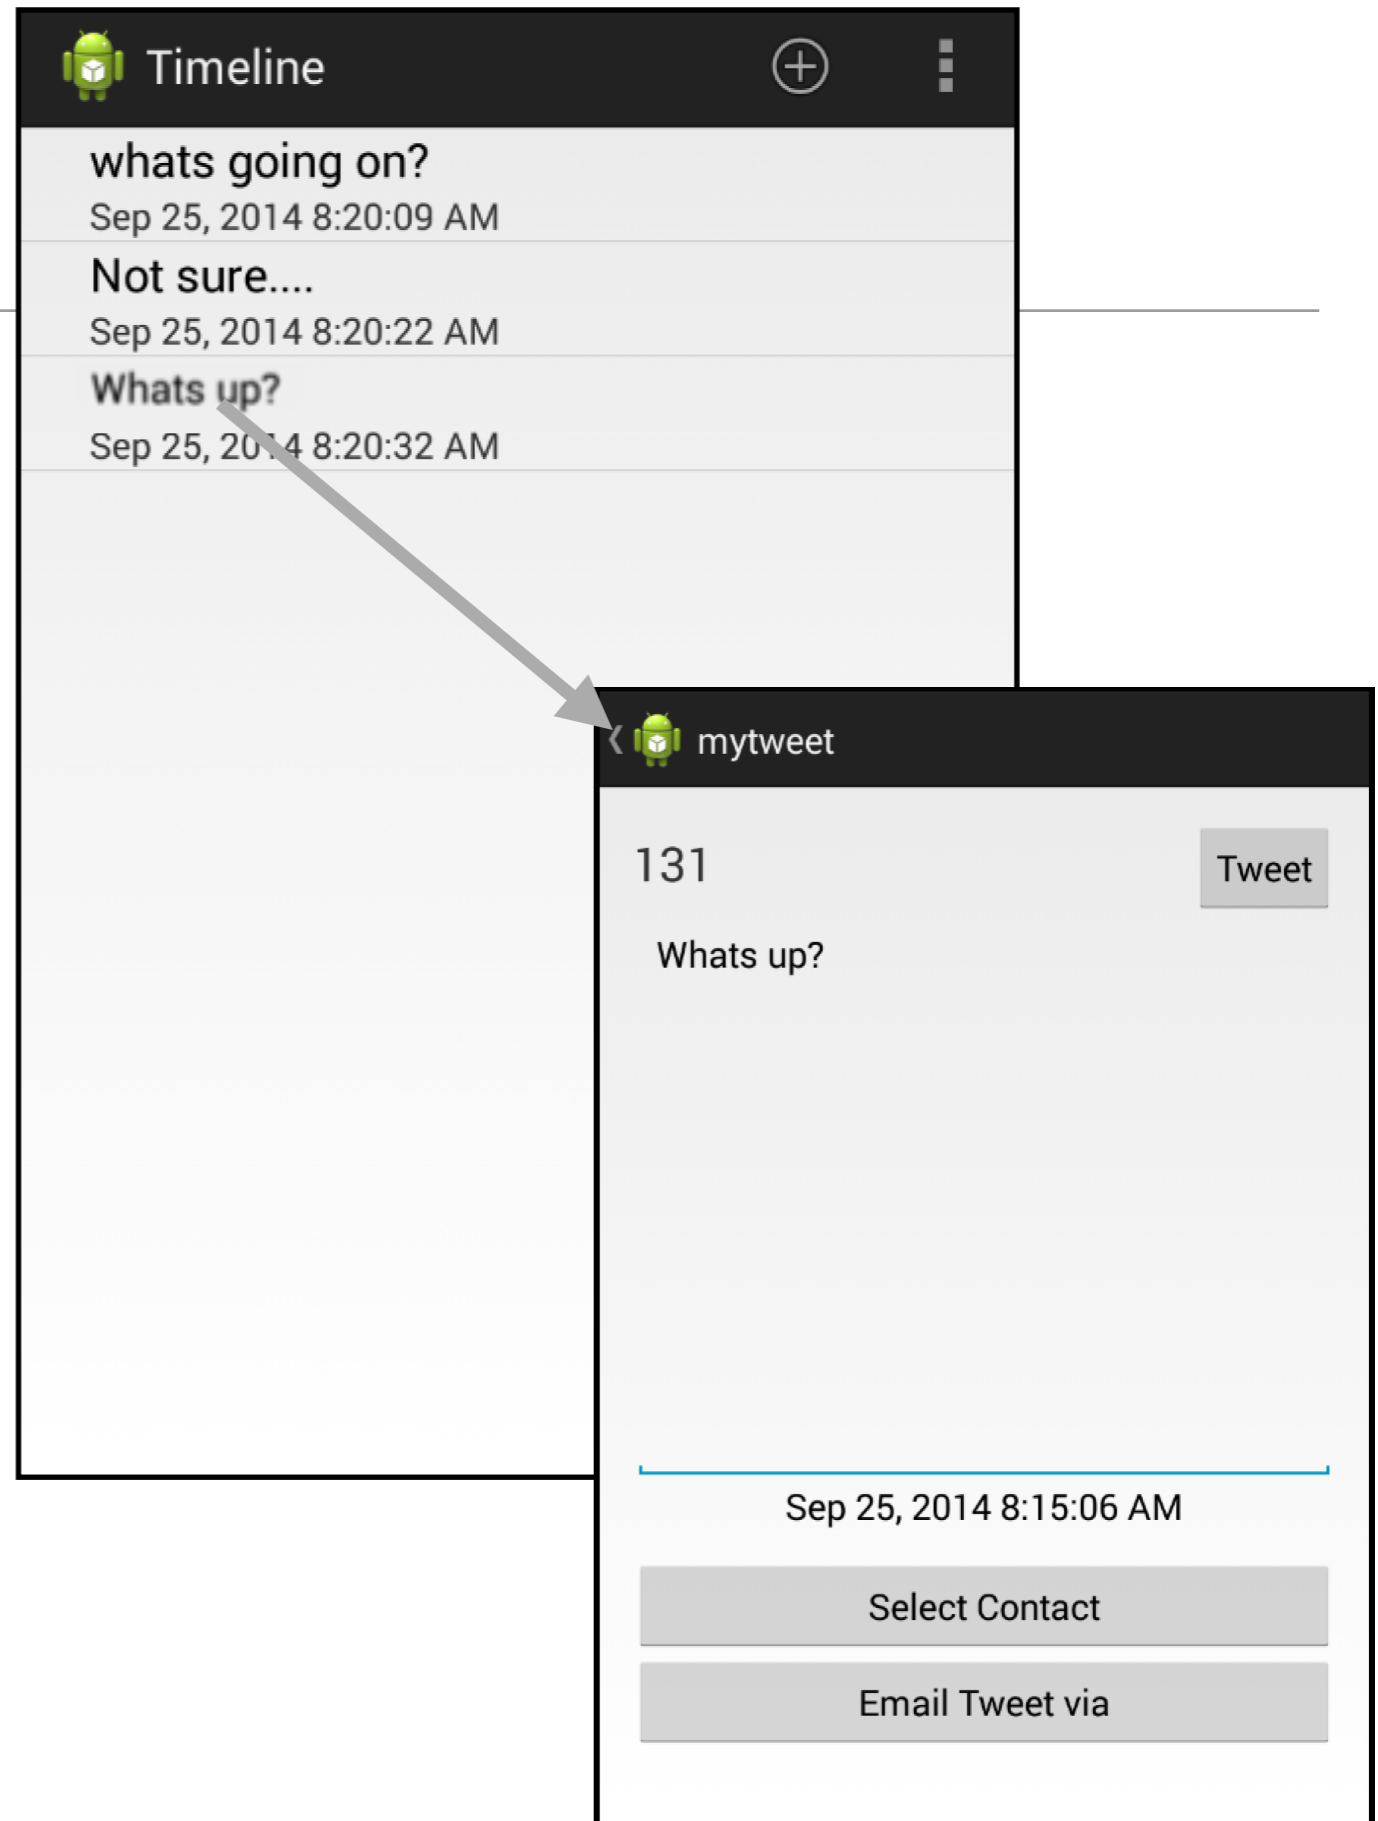 Timeline
whats going on?
Sep 25, 2014 8:20:09 AM
Not sure....
Sep 25, 2014 8:20:22 AM
Whats up?
Sep 25, 2014 8:20:32 AM
mytweet
131
Tweet
Whats up?
Sep 25, 2014 8:15:06 AM
Select Contact
Email Tweet via